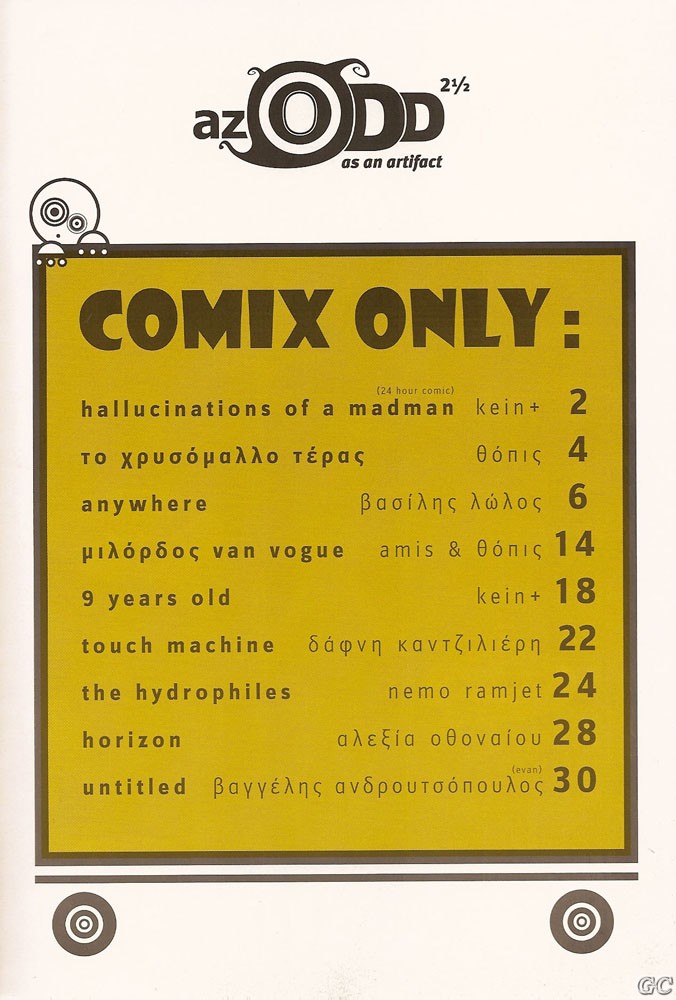 azODD 2½
as an artifact
COMIX ONLY:
(24 hour comic)
hallucinations of a madman kein+ 2
το χρυσόμαλλο τέρας θόπις 4
anywhere βασίλης λώλος 6
μιλόρδος van vogue amis & θόπις 14
9 years old kein+ 18
touch machine δάφνη καντζιλιέρη 22
the hydrophiles nemo ramjet 24
horizon αλεξία οθοναίου 28
(evan)
untitled βαγγέλης ανδρουτσόπουλος 30
GC